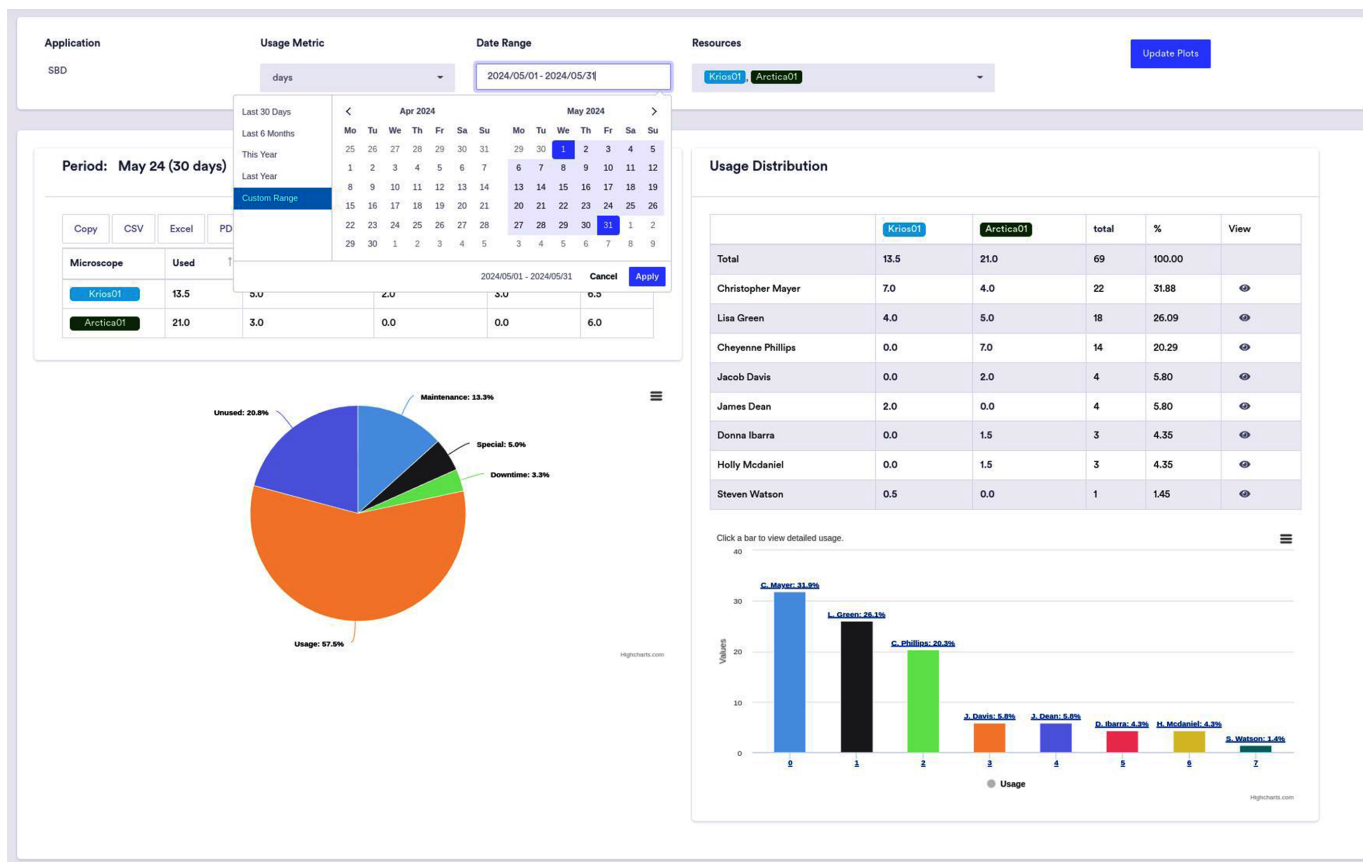 Application Usage Metric Date Range Resources
Update Plots
SBD days 2024/05/01 - 2024/05/31 Krios01, Arctica01
Last 30 Days
Last 6 Months
This Year
Last Year
Custom Range
Apr 2024
Mo Tu We Th Fr Sa Su
25 26 27 28 29 30 31
1 2 3 4 5 6 7
8 9 10 11 12 13 14
15 16 17 18 19 20 21
22 23 24 25 26 27 28
29 30 1 2 3 4 5
May 2024
Mo Tu We Th Fr Sa Su
29 30 1 2 3 4 5
6 7 8 9 10 11 12
13 14 15 16 17 18 19
20 21 22 23 24 25 26
27 28 29 30 31 1 2
3 4 5 6 7 8 9
2024/05/01 - 2024/05/31 Cancel Apply
Period: May 24 (30 days)
Copy CSV Excel PD
Microscope Used ↑
Krios01 13.5 5.0 2.0 3.0 6.5
Arctica01 21.0 3.0 0.0 0.0 6.0
Maintenance: 13.3%
Unused: 20.8%
Special: 5.0%
Downtime: 3.3%
Usage: 57.5%
Highcharts.com
Usage Distribution
Krios01 Arctica01 total % View
Total 13.5 21.0 69 100.00
Christopher Mayer 7.0 4.0 22 31.88
Lisa Green 4.0 5.0 18 26.09
Cheyenne Phillips 0.0 7.0 14 20.29
Jacob Davis 0.0 2.0 4 5.80
James Dean 2.0 0.0 4 5.80
Donna Ibarra 0.0 1.5 3 4.35
Holly Mcdaniel 0.0 1.5 3 4.35
Steven Watson 0.5 0.0 1 1.45
Click a bar to view detailed usage.
40
30
20
10
0
Values
C. Mayer: 31.9%
L. Green: 26.1%
C. Phillips: 20.3%
J. Davis: 5.8% J. Dean: 5.8% D. Ibarra: 4.3% H. Mcdaniel: 4.3%
S. Watson: 1.4%
0 1 2 3 4 5 6 7
Usage
Highcharts.com